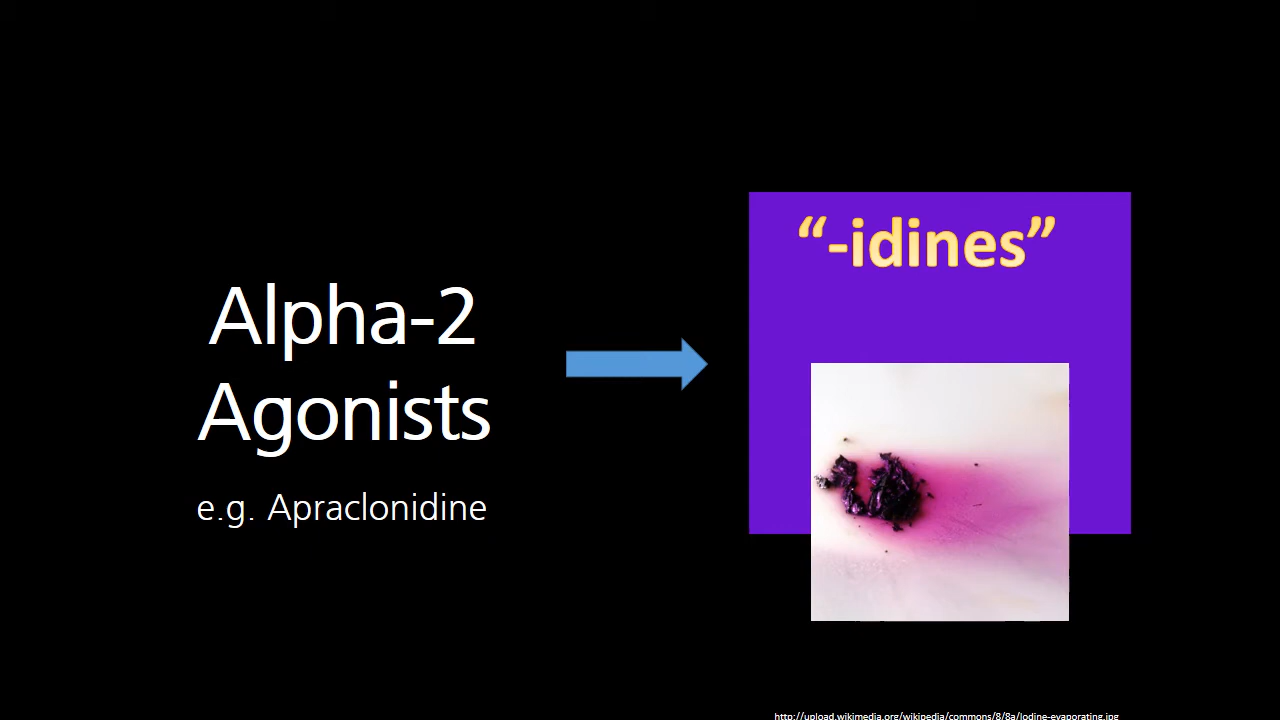 Alpha-2
Agonists
e.g. Apraclonidine
“-idines”
http://upload.wikimedia.org/wikipedia/commons/8/8a/Iodine-evaporating.jpg